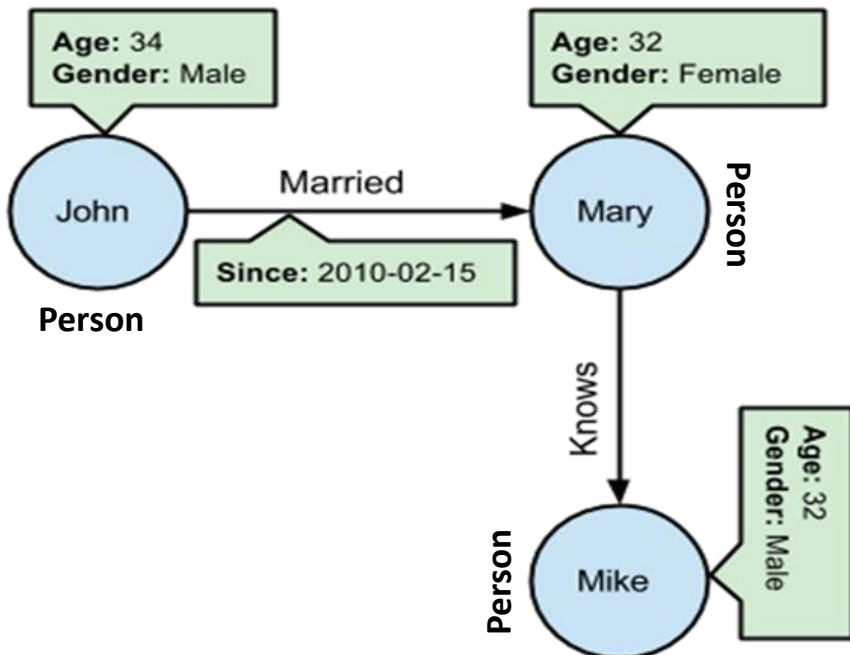 Age: 34
Gender: Male
Age: 32
Gender: Female
John
Married
Mary
Person
Since: 2010-02-15
Person
Knows
Age: 32
Gender: Male
Person
Mike